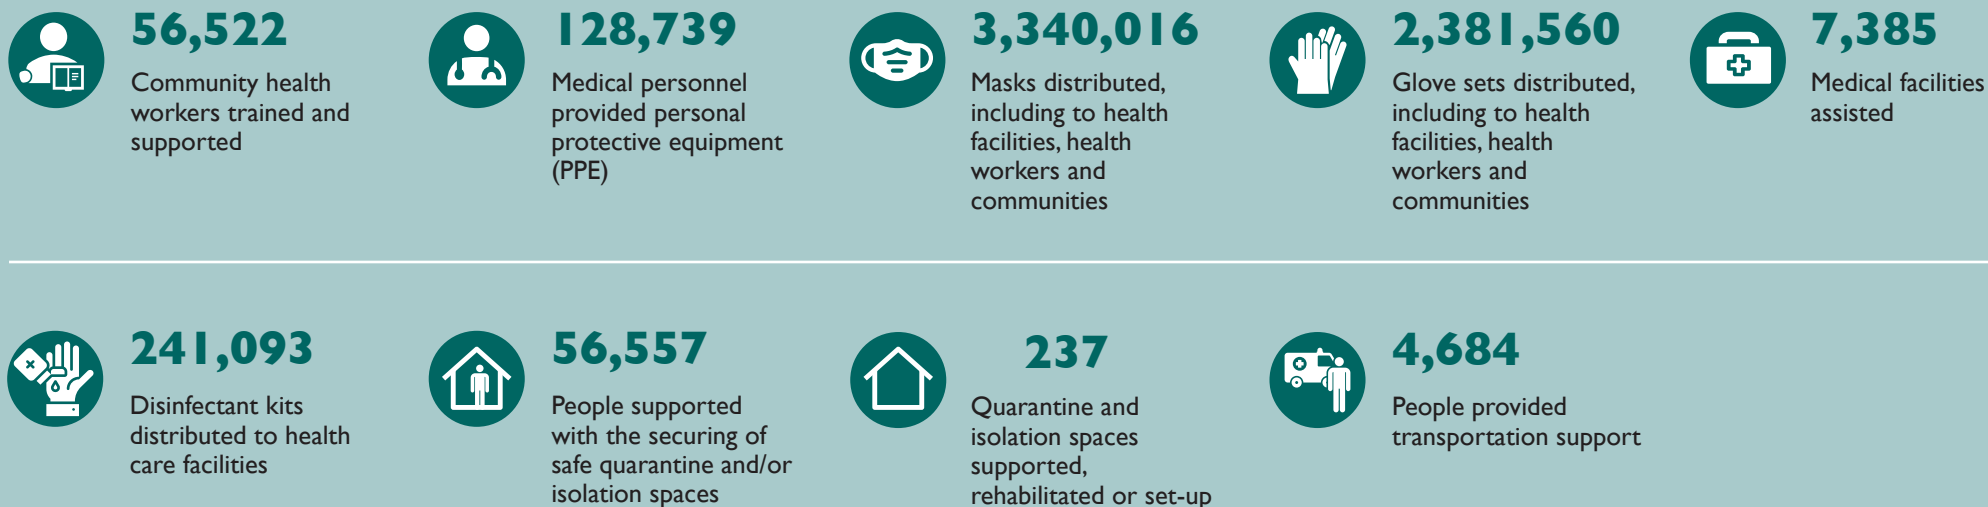 56,522
Community health
workers trained and
supported
128,739
Medical personnel
provided personal
protective equipment
(PPE)
3,340,016
Masks distributed,
including to health
facilities, health
workers and
communities
2,381,560
Glove sets distributed,
including to health
facilities, health
workers and
communities
7,385
Medical facilities
assisted
241,093
Disinfectant kits
distributed to health
care facilities
56,557
People supported
with the securing of
safe quarantine and/or
isolation spaces
237
Quarantine and
isolation spaces
supported,
rehabilitated or set-up
4,684
People provided
transportation support